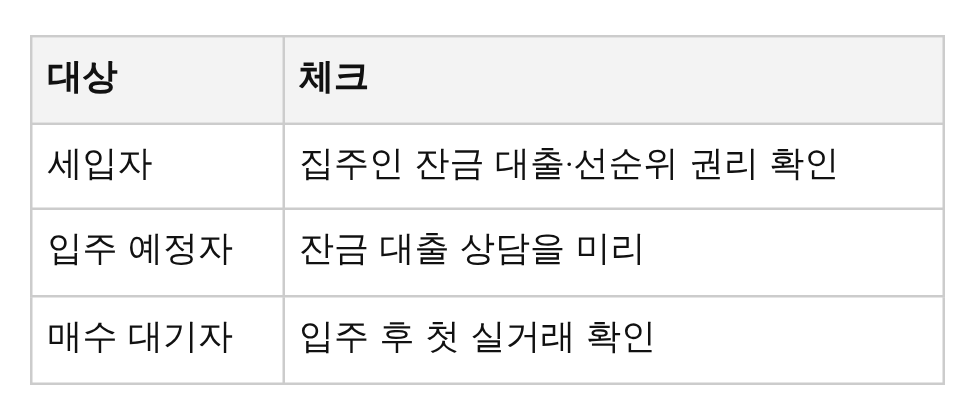 대상 체크
세입자 집주인 잔금 대출·선순위 권리 확인
입주 예정자 잔금 대출 상담을 미리
매수 대기자 입주 후 첫 실거래 확인